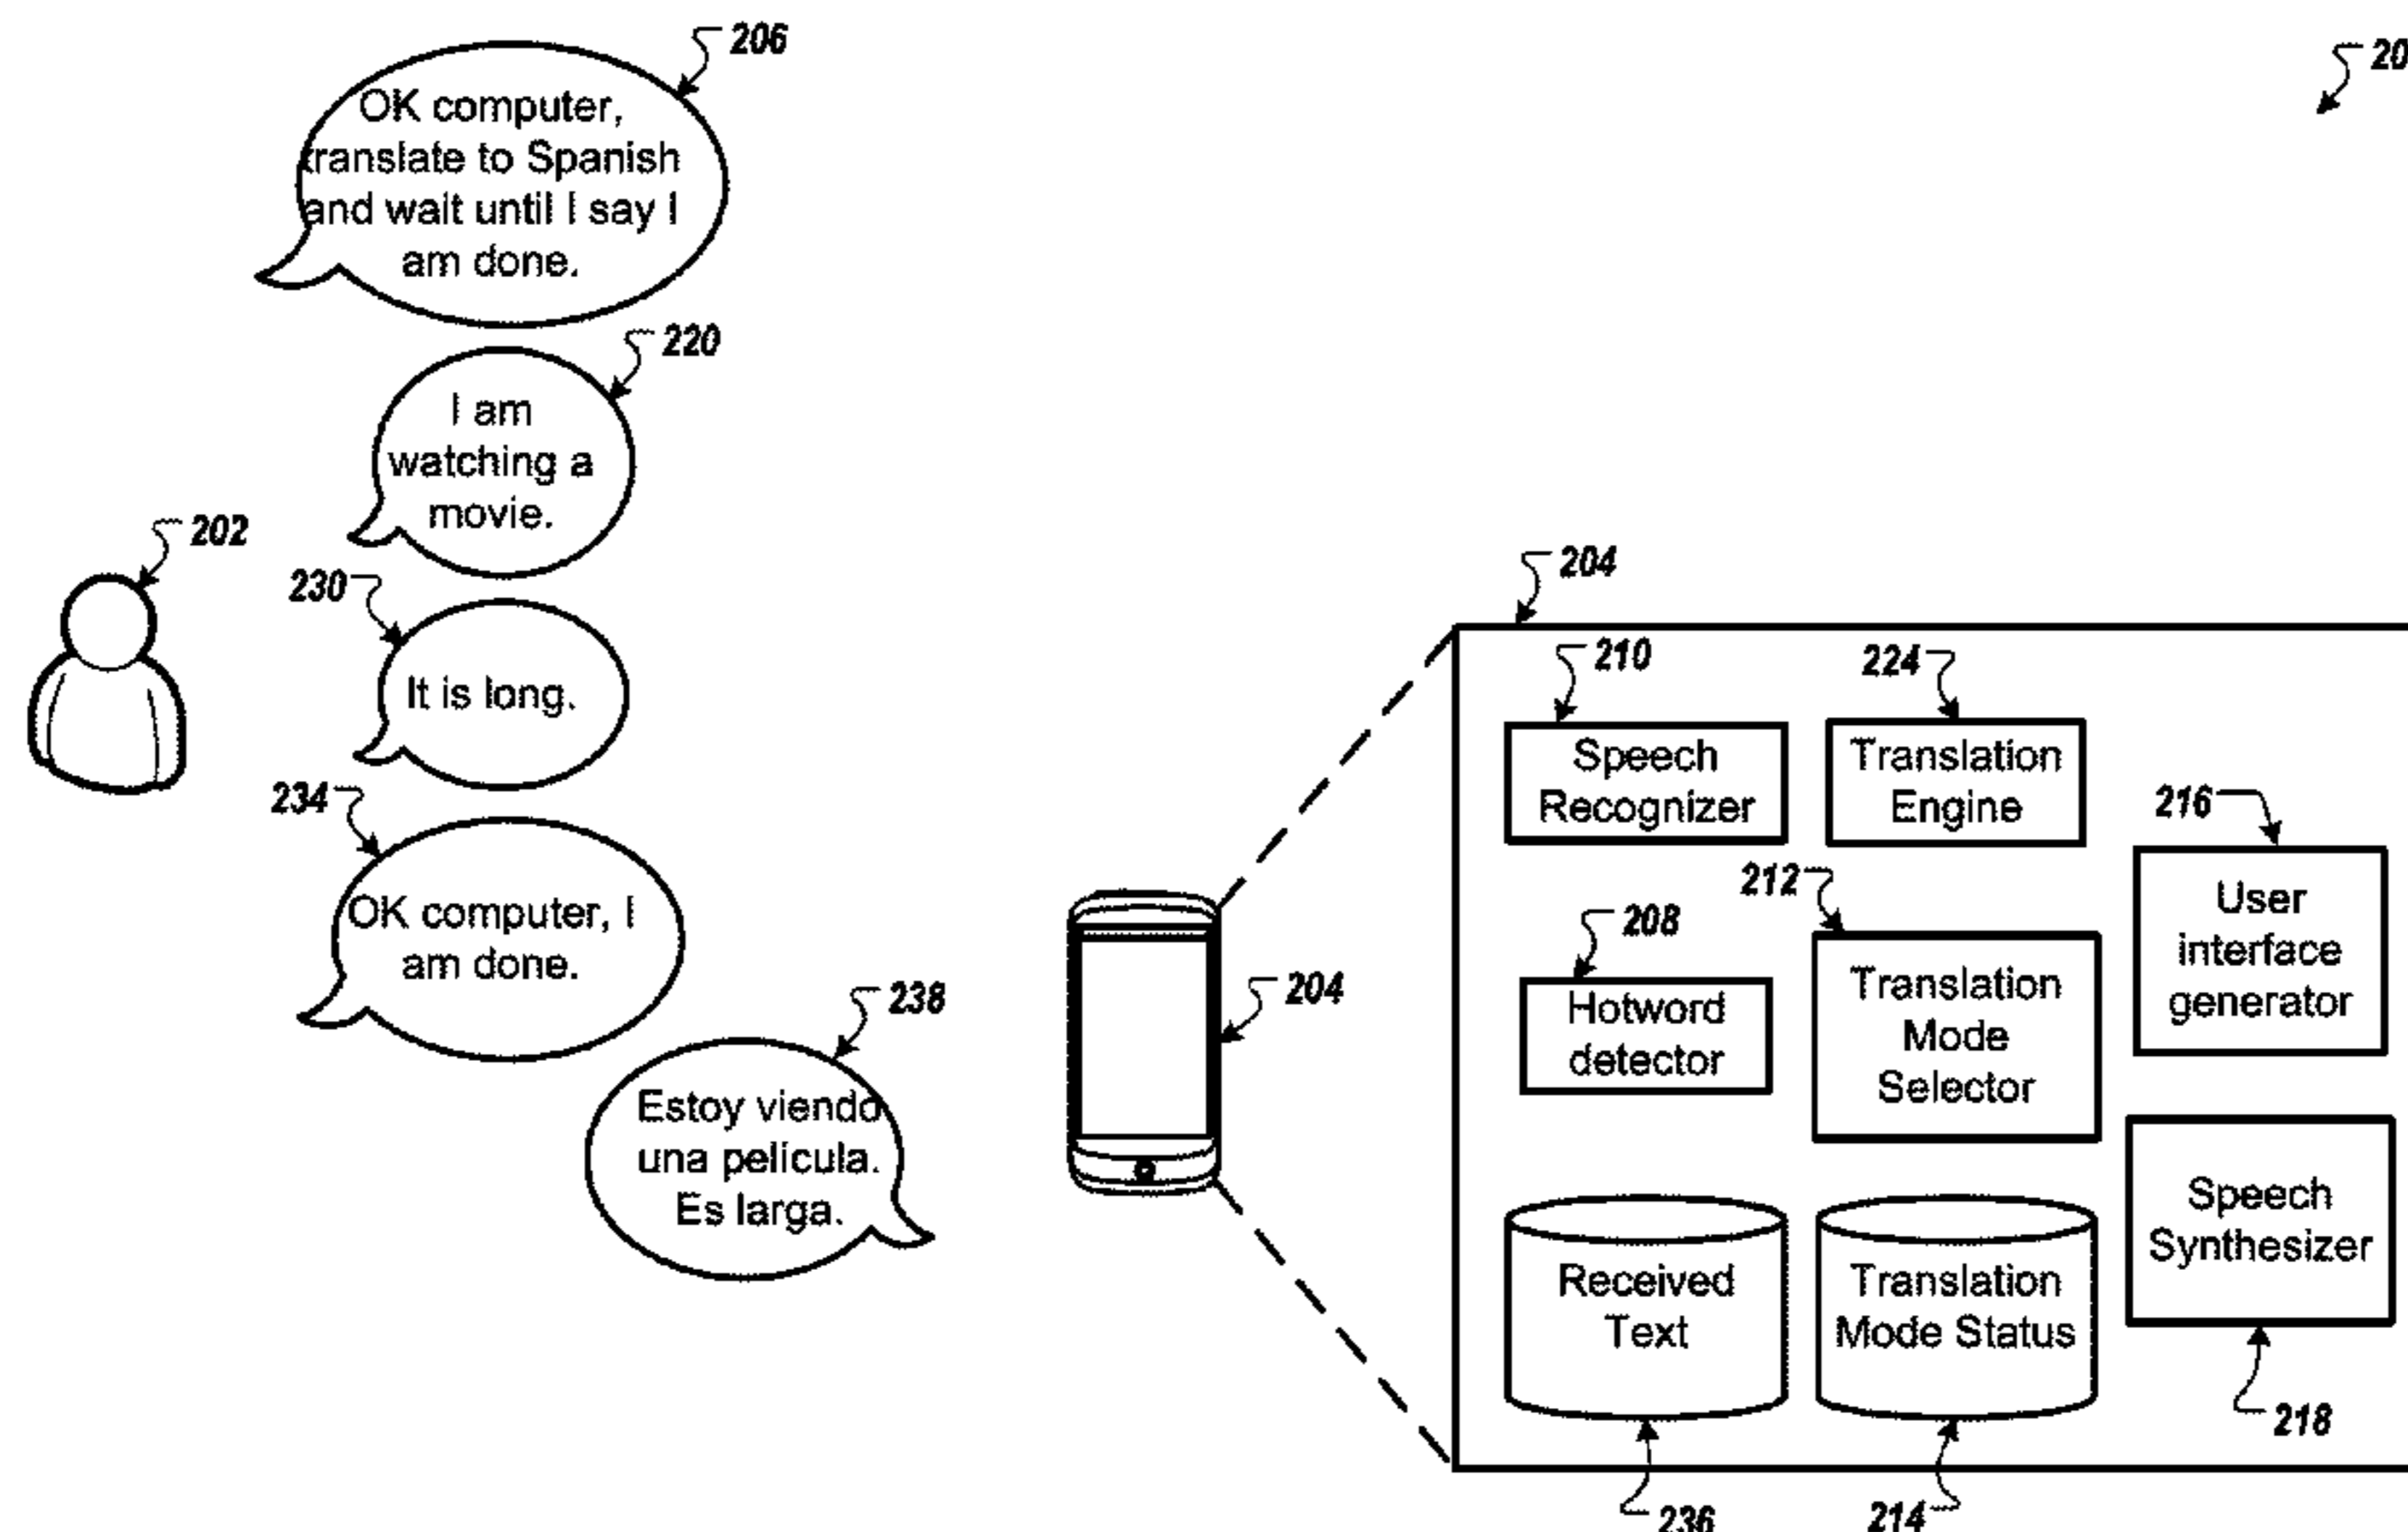 206
OK computer,
translate to Spanish
and wait until I say I
am done.
220
I am
watching a
movie.
202
230
It is long.
234
OK computer, I
am done.
238
Estoy viendo
una película.
Es larga.
204
20
204
210
Speech
Recognizer
224
Translation
Engine
216
User
interface
generator
212
Translation
Mode
Selector
208
Hotword
detector
Received
Text
236
Translation
Mode Status
214
Speech
Synthesizer
218